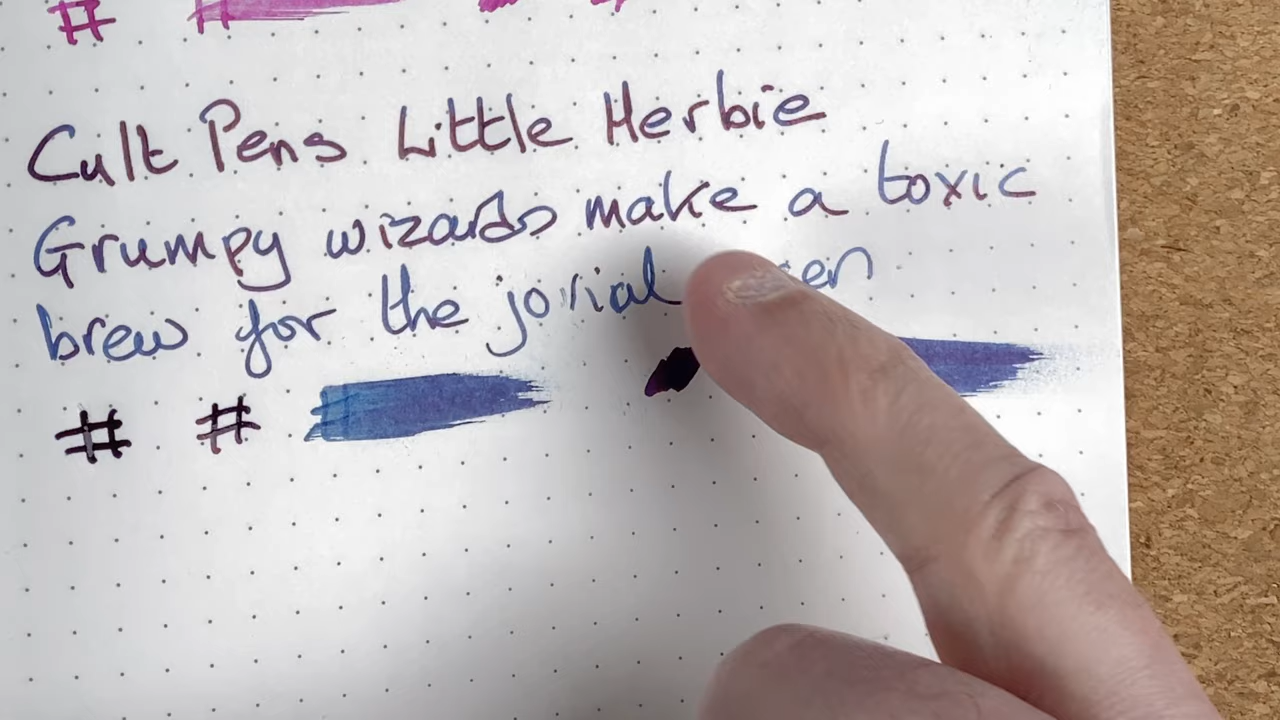 # #
Cult Pens Little Herbie
Grumpy wizards make a toxic
brew for the jovial
# #